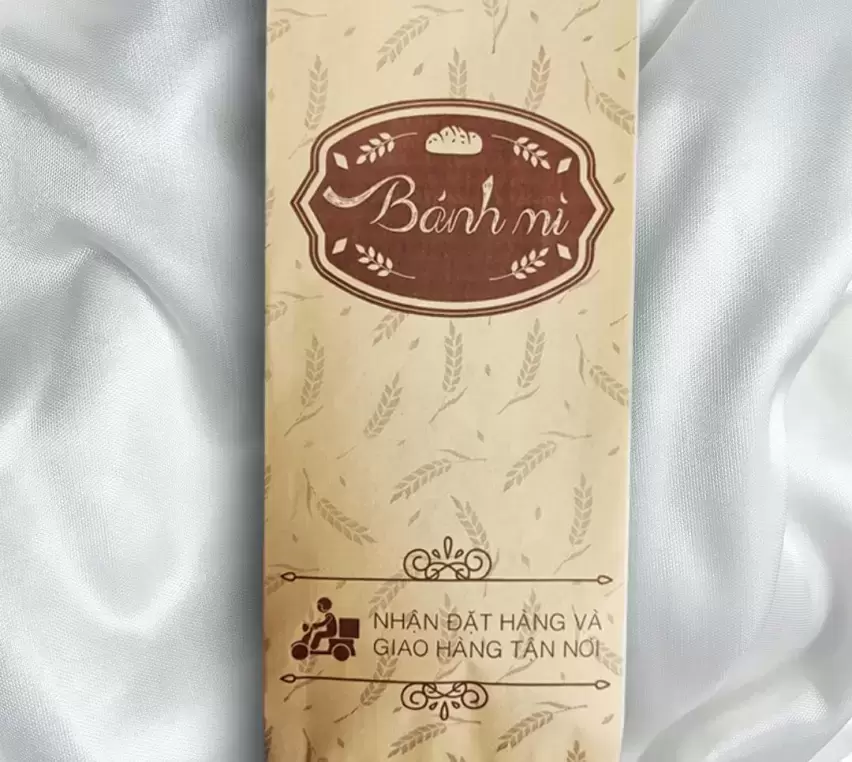 Bánh mì
NHẬN ĐẶT HÀNG VÀ
GIAO HÀNG TẬN NƠI